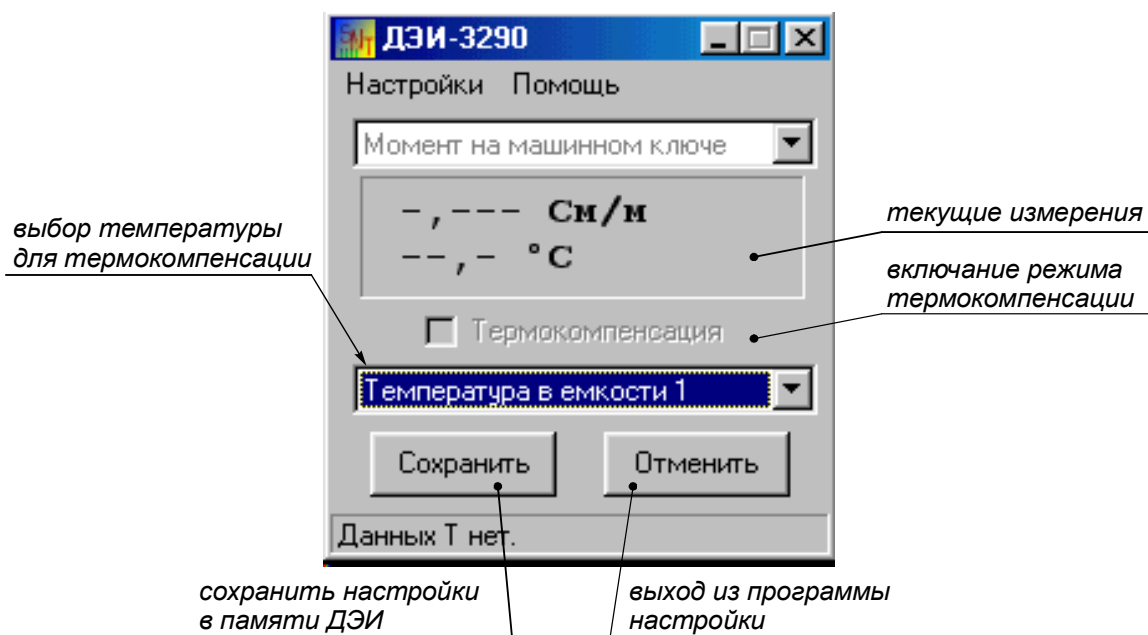 ДЭИ-3290
Настройки Помощь
Момент на машинном ключе
-,--- См/м
--,- °C
выбор температуры
для термокомпенсации
текущие измерения
включание режима
термокомпенсации
Термокомпенсация
Температура в емкости 1
Сохранить Отменить
Данных Т нет.
сохранить настройки
в памяти ДЭИ
выход из программы
настройки